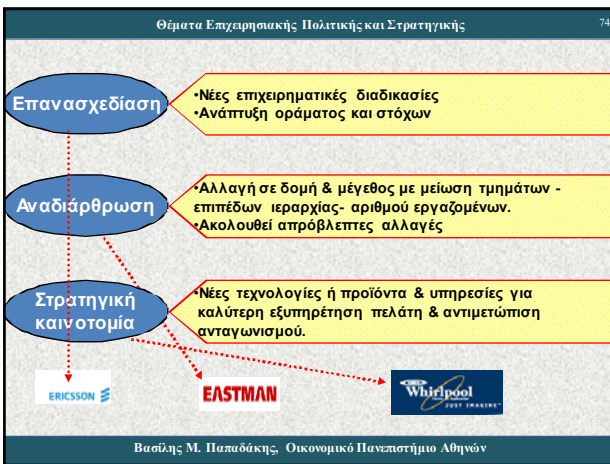 Θέματα Επιχειρησιακής Πολιτικής και Στρατηγικής
74
Επανασχεδίαση
•Νέες επιχειρηματικές διαδικασίες
•Ανάπτυξη οράματος και στόχων
Αναδιάρθρωση
•Αλλαγή σε δομή & μέγεθος με μείωση τμημάτων -
επιπέδων ιεραρχίας- αριθμού εργαζομένων.
•Ακολουθεί απρόβλεπτες αλλαγές
Στρατηγική
καινοτομία
•Νέες τεχνολογίες ή προϊόντα & υπηρεσίες για
καλύτερη εξυπηρέτηση πελάτη & αντιμετώπιση
ανταγωνισμού.
ERICSSON
EASTMAN
Whirlpool
JUST IMAGINE
Βασίλης Μ. Παπαδάκης, Οικονομικό Πανεπιστήμιο Αθηνών